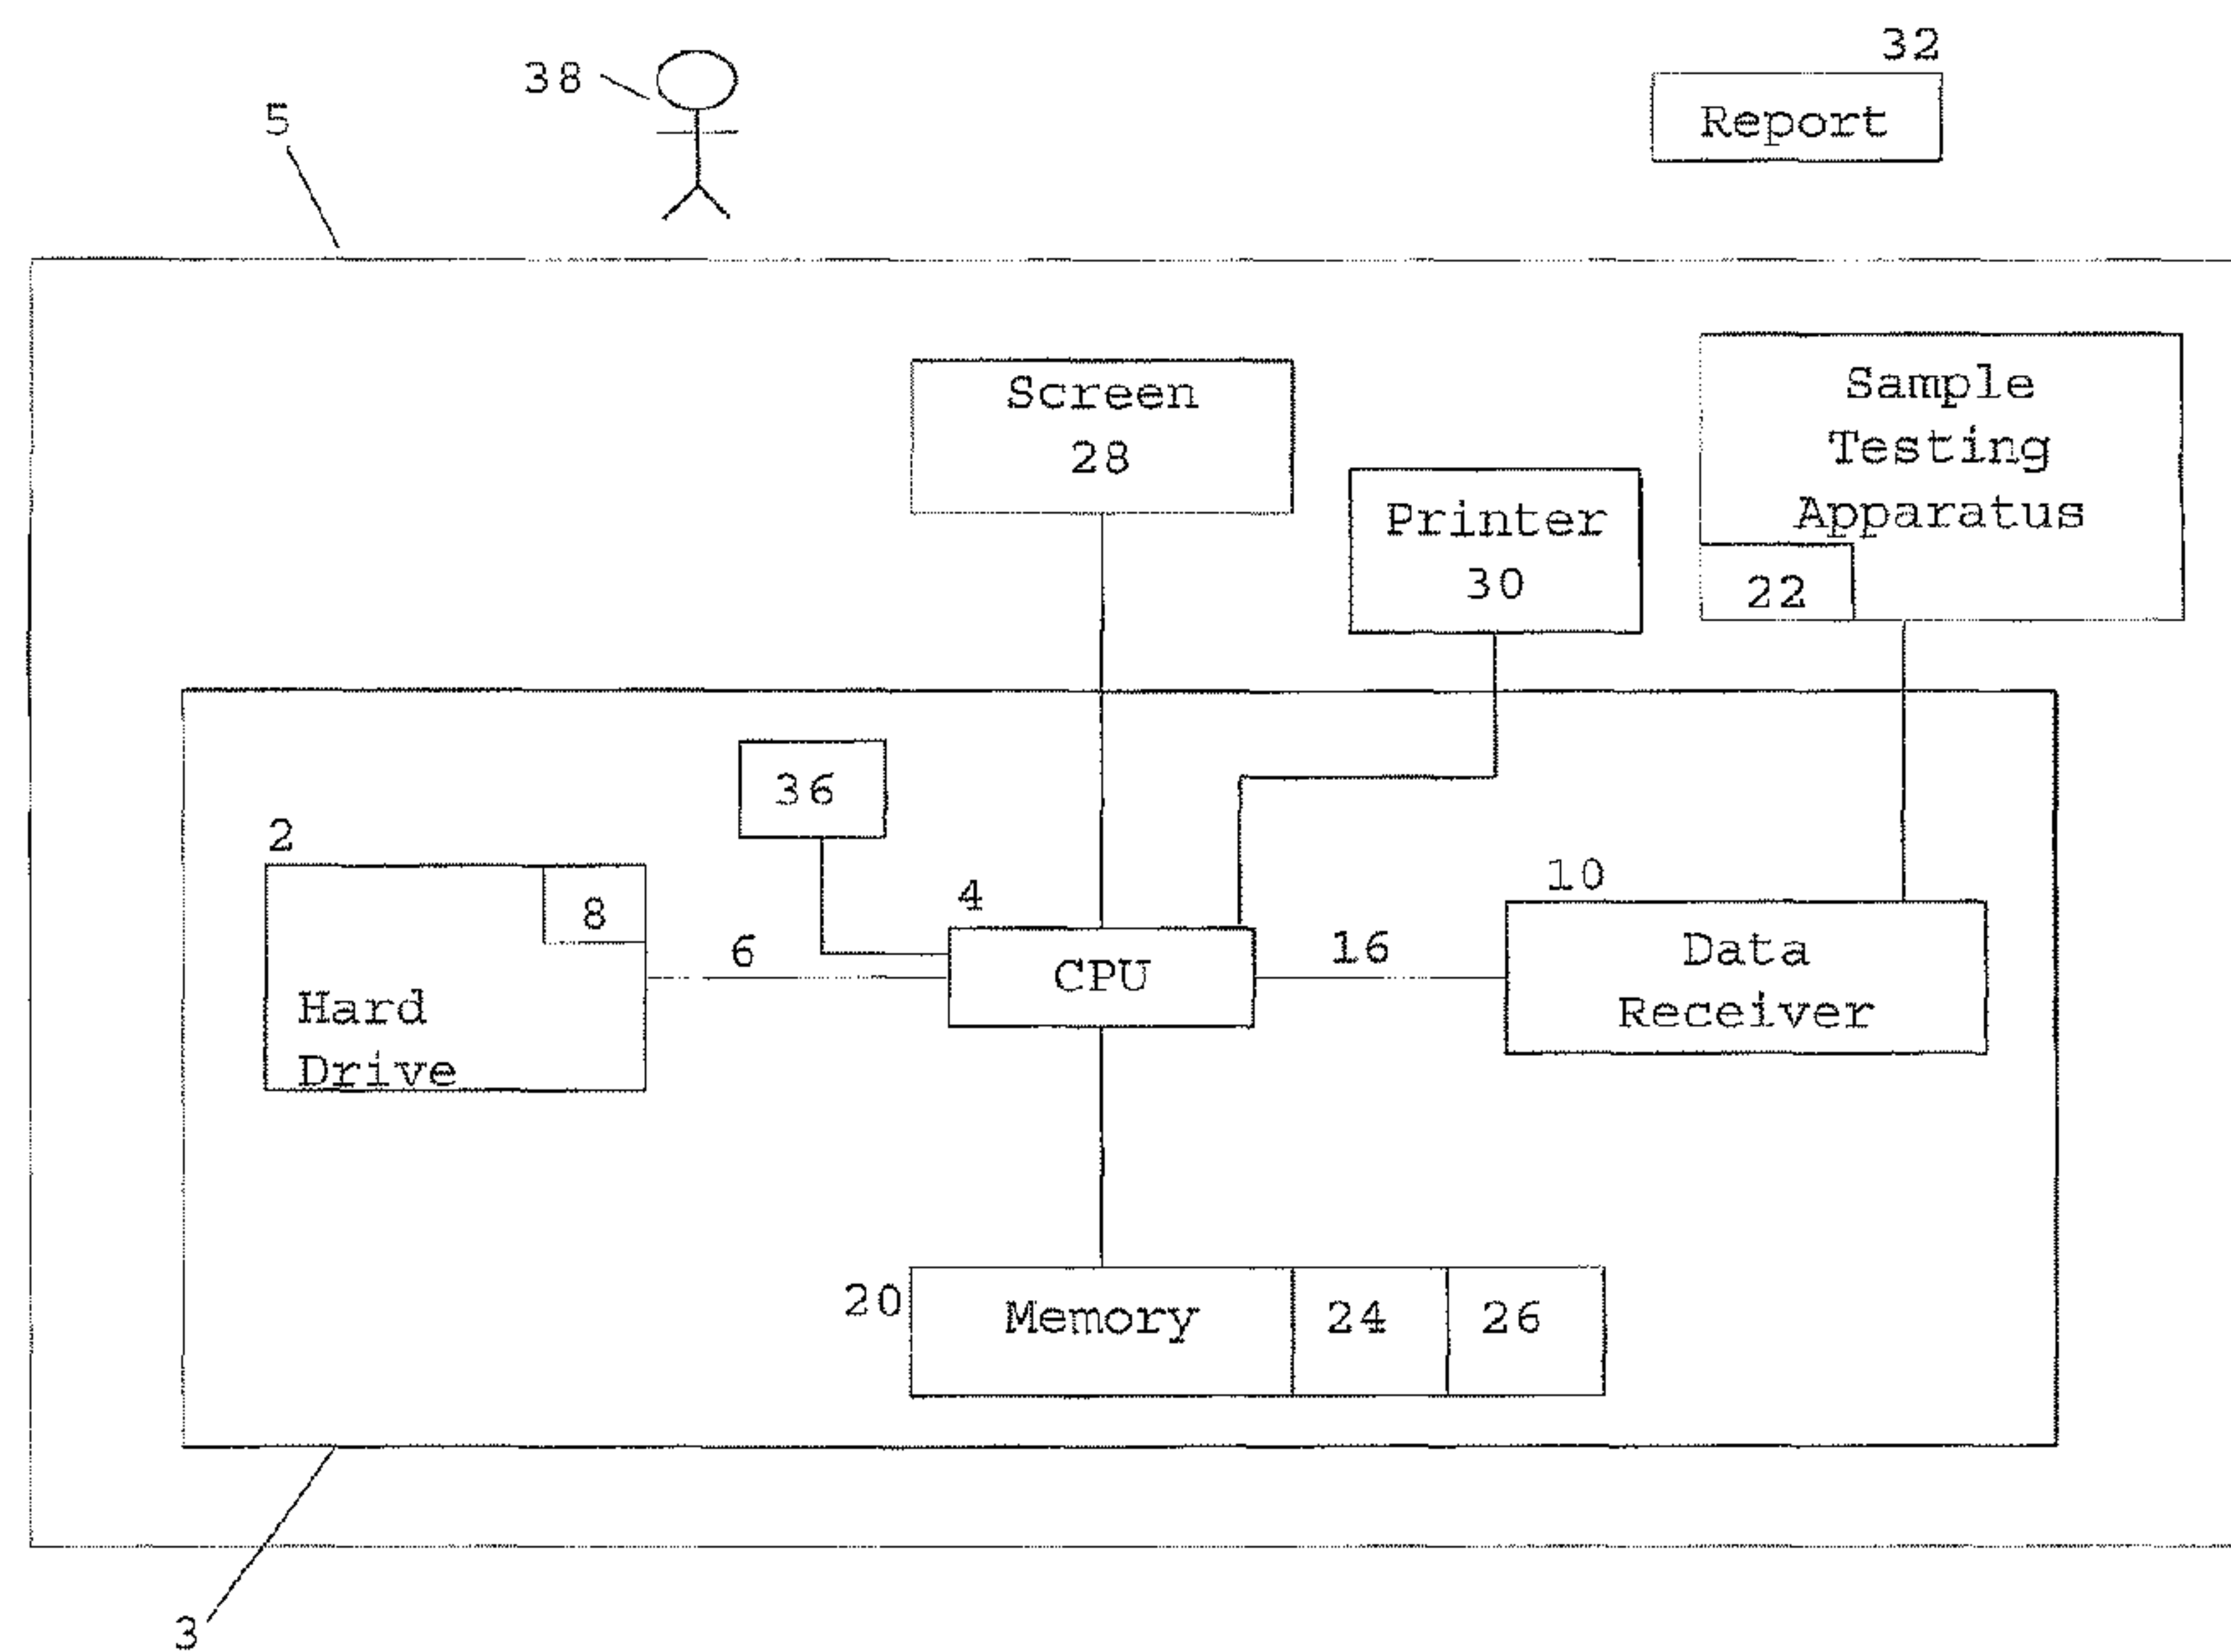 32
38
5
Report
Screen
28
Sample
Testing
Apparatus
22
Printer
30
36
2
8
Hard
Drive
6
4
CPU
16
10
Data
Receiver
20
Memory
24
26
3